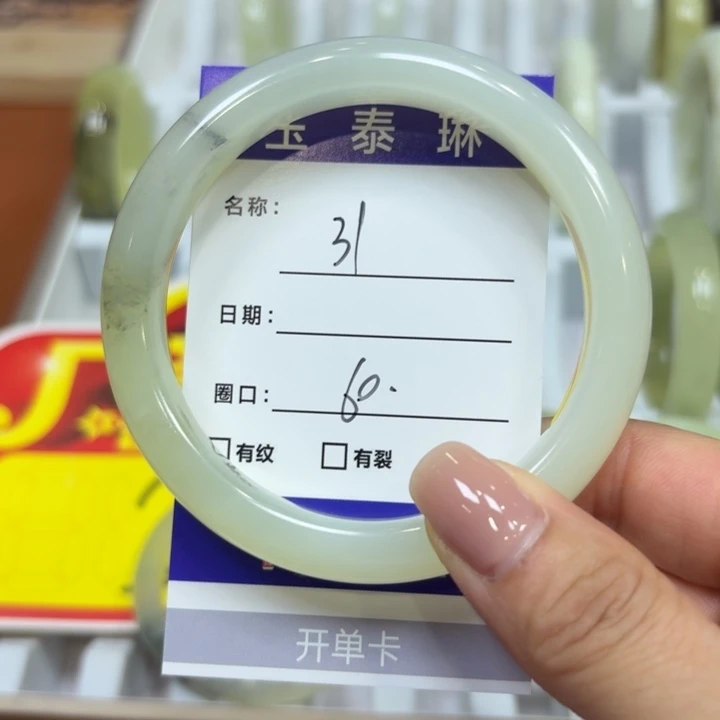 玉泰琳
名称: 31
日期:
圈口: 60.
□有纹 □有裂
开单卡